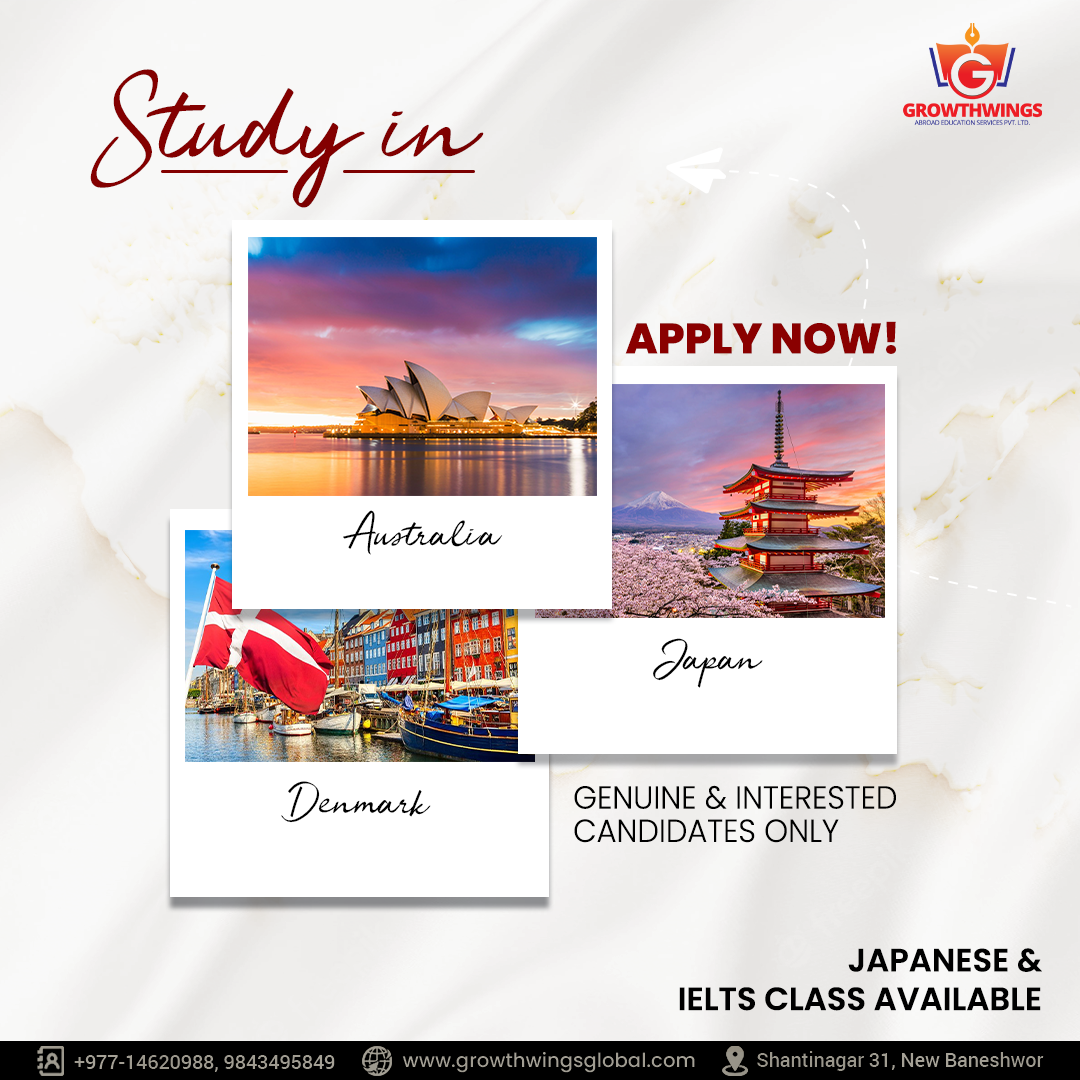 GROWTHWINGS
ABROAD EDUCATION SERVICES PVT. LTD.
Study in
APPLY NOW!
Australia
Japan
Denmark
GENUINE & INTERESTED
CANDIDATES ONLY
JAPANESE &
IELTS CLASS AVAILABLE
+977-14620988, 9843495849 www.growthwingsglobal.com Shantinagar 31, New Baneshwor